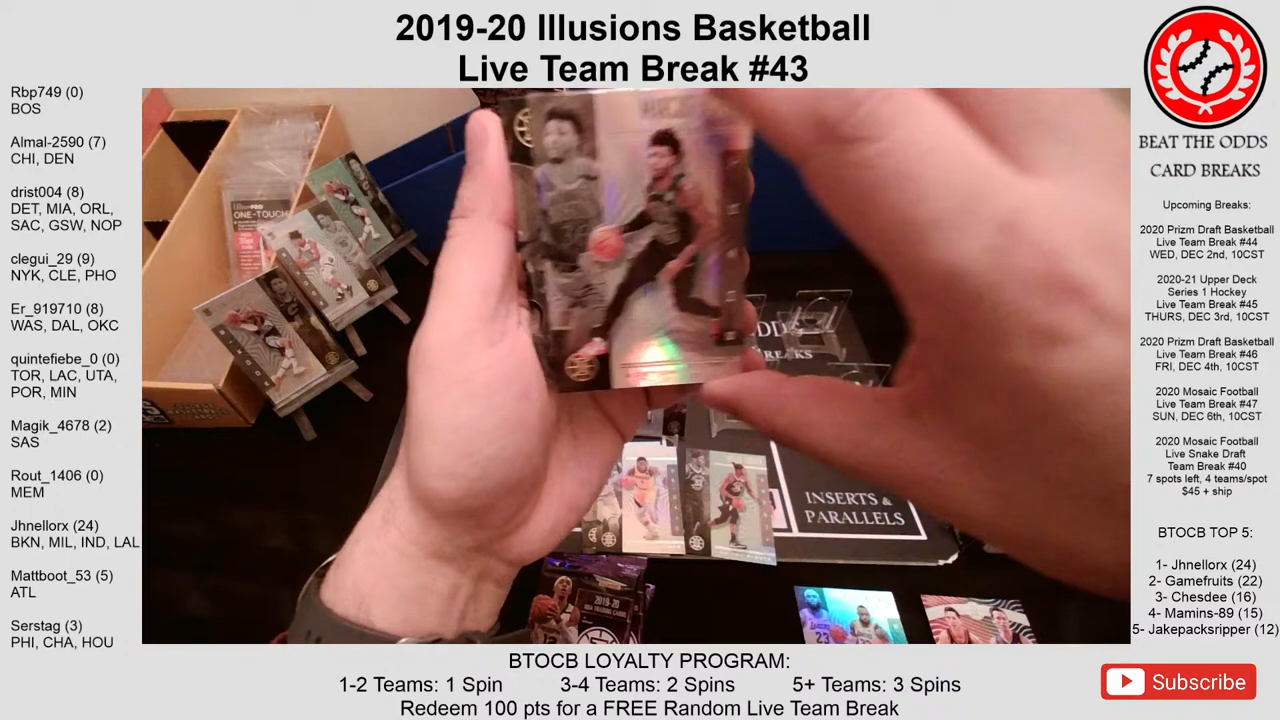 2019-20 Illusions Basketball
Live Team Break #43
Rbp749 (0)
BOS
Almal-2590 (7)
CHI, DEN
drist004 (8)
DET, MIA, ORL,
SAC, GSW, NOP
clegui_29 (9)
NYK, CLE, PHO
Er_919710 (8)
WAS, DAL, OKC
quintefiebe_0 (0)
TOR, LAC, UTA,
POR, MIN
Magik_4678 (2)
SAS
Rout_1406 (0)
MEM
Jhnellorx (24)
BKN, MIL, IND, LAL
Mattboot_53 (5)
ATL
Serstag (3)
PHI, CHA, HOU
ONE-TOUCH
INSERTS &
PARALLELS
2019-20
NBA TRADING CARDS
23
BEAT THE ODDS
CARD BREAKS
Upcoming Breaks:
2020 Prizm Draft Basketball
Live Team Break #44
WED, DEC 2nd, 10CST
2020-21 Upper Deck
Series 1 Hockey
Live Team Break #45
THURS, DEC 3rd, 10CST
2020 Prizm Draft Basketball
Live Team Break #46
FRI, DEC 4th, 10CST
2020 Mosaic Football
Live Team Break #47
SUN, DEC 6th, 10CST
2020 Mosaic Football
Live Snake Draft
Team Break #40
7 spots left, 4 teams/spot
$45 + ship
BTOCB TOP 5:
1- Jhnellorx (24)
2- Gamefruits (22)
3- Chesdee (16)
4- Mamins-89 (15)
5- Jakepacksripper (12)
BTOCB LOYALTY PROGRAM:
1-2 Teams: 1 Spin 3-4 Teams: 2 Spins 5+ Teams: 3 Spins
Redeem 100 pts for a FREE Random Live Team Break
Subscribe